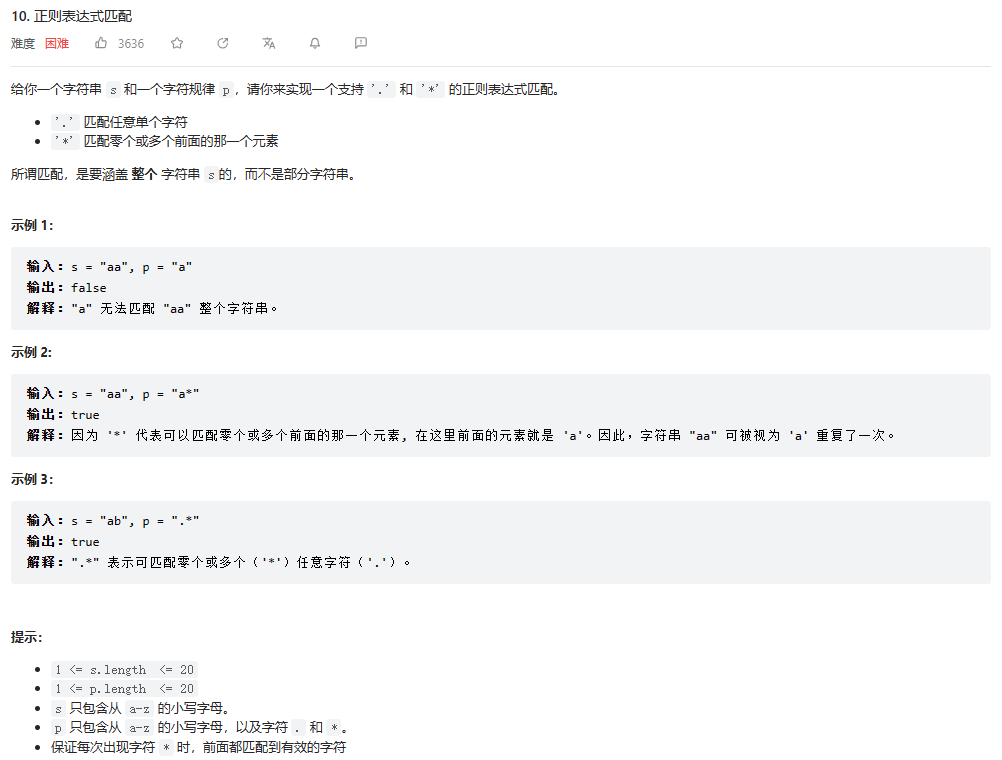 10. 正则表达式匹配
难度 困难 3636
给你一个字符串 s 和一个字符规律 p，请你来实现一个支持 '.' 和 '*' 的正则表达式匹配。
'.' 匹配任意单个字符
'*' 匹配零个或多个前面的那一个元素
所谓匹配，是要涵盖 整个 字符串 s 的，而不是部分字符串。
示例 1：
输入：s = "aa", p = "a"
输出：false
解释："a" 无法匹配 "aa" 整个字符串。
示例 2:
输入：s = "aa", p = "a*"
输出：true
解释：因为 '*' 代表可以匹配零个或多个前面的那一个元素, 在这里前面的元素就是 'a'。因此，字符串 "aa" 可被视为 'a' 重复了一次。
示例 3：
输入：s = "ab", p = ".*"
输出：true
解释：".*" 表示可匹配零个或多个（'*'）任意字符（'.'）。
提示：
1 <= s.length <= 20
1 <= p.length <= 20
s 只包含从 a-z 的小写字母。
p 只包含从 a-z 的小写字母，以及字符 . 和 *。
保证每次出现字符 * 时，前面都匹配到有效的字符